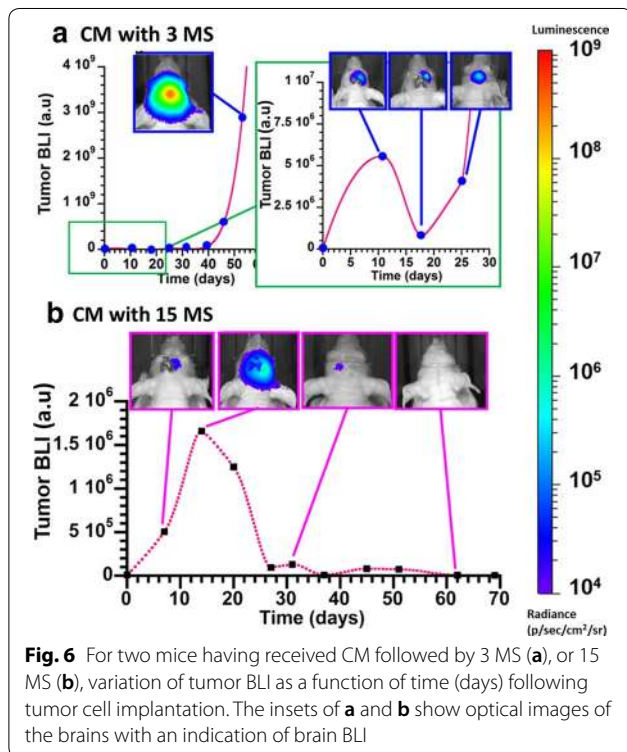 a CM with 3 MS
Luminescence
Tumor BLI (a.u)
4 10⁹
3 10⁹
2 10⁹
1 10⁹
0
0 10 20 30 40 50
Time (days)
Tumor BLI (a.u)
1 10⁷
7.5 10⁶
5 10⁶
2.5 10⁶
0
0 5 10 15 20 25 30
Time (days)
b CM with 15 MS
Tumor BLI (a.u)
2 10⁶
1.5 10⁶
1 10⁶
5 10⁵
0
0 10 20 30 40 50 60 70
Time (days)
10⁹
10⁸
10⁷
10⁶
10⁵
10⁴
Radiance
(p/sec/cm²/sr)
Fig. 6 For two mice having received CM followed by 3 MS (a), or 15
MS (b), variation of tumor BLI as a function of time (days) following
tumor cell implantation. The insets of a and b show optical images of
the brains with an indication of brain BLI